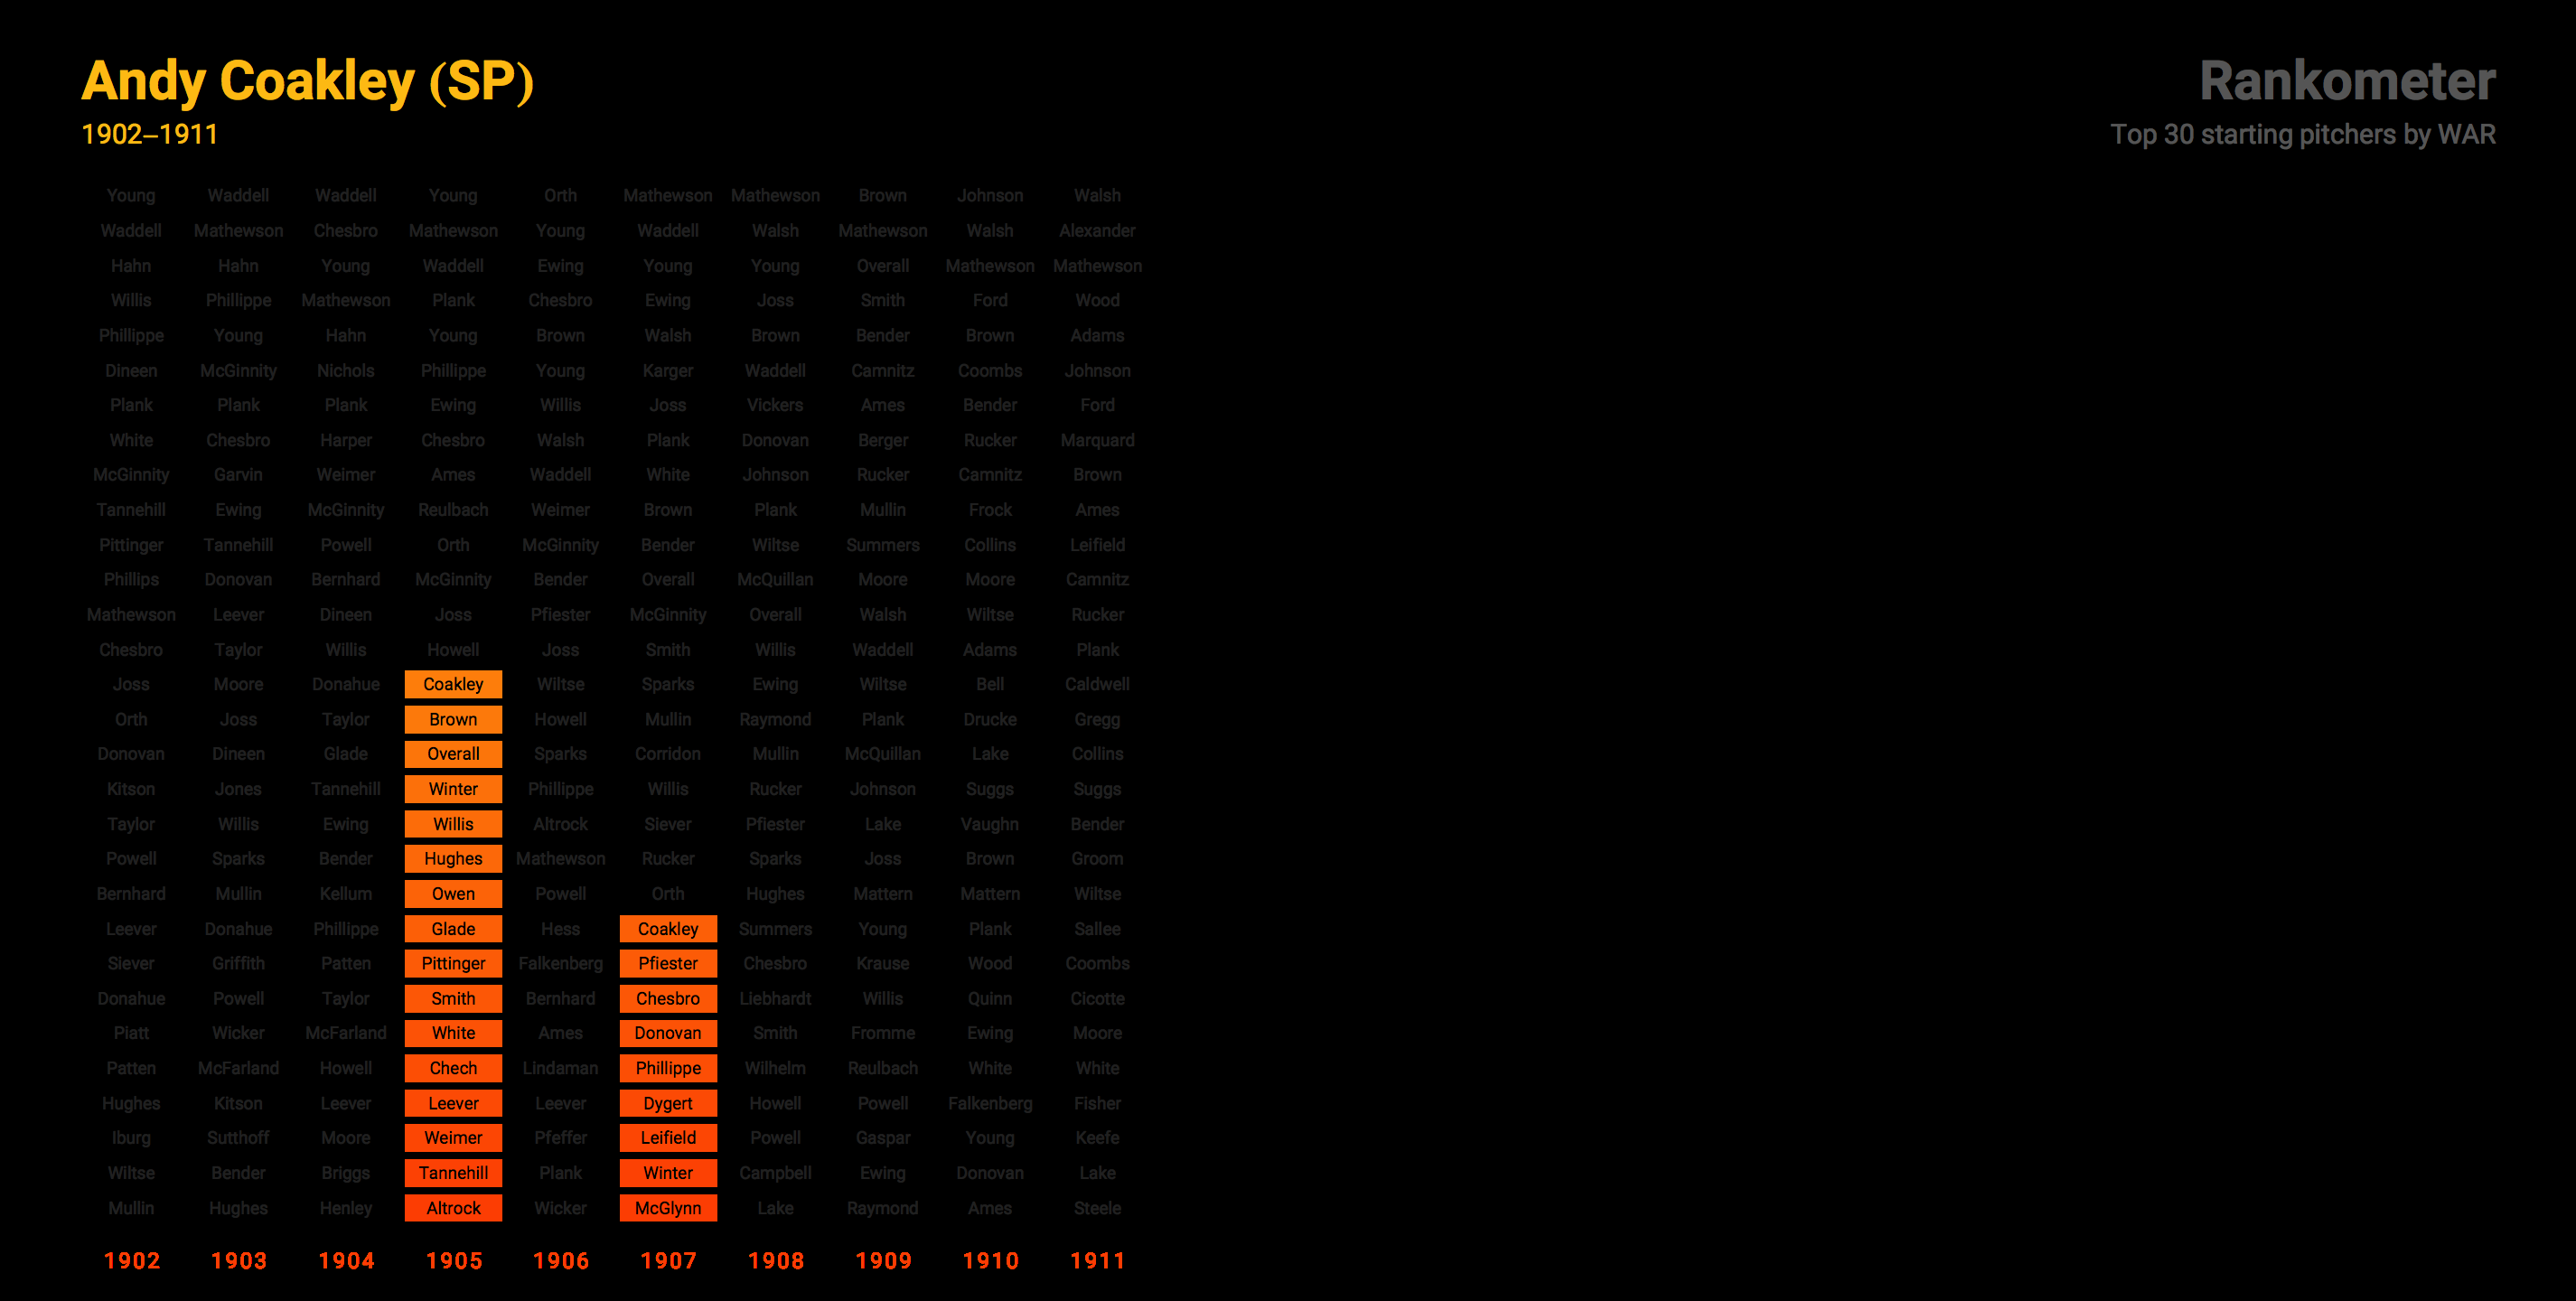 Andy Coakley (SP)
1902–1911
Rankometer
Top 30 starting pitchers by WAR
Young Waddell Waddell Young Orth Mathewson Mathewson Brown Johnson Walsh
Waddell Mathewson Chesbro Mathewson Young Waddell Walsh Mathewson Walsh Alexander
Hahn Hahn Young Waddell Ewing Young Young Overall Mathewson Mathewson
Willis Phillippe Mathewson Plank Chesbro Ewing Joss Smith Ford Wood
Phillippe Young Hahn Young Brown Walsh Brown Bender Brown Adams
Dineen McGinnity Nichols Phillippe Young Karger Waddell Camnitz Coombs Johnson
Plank Plank Plank Ewing Willis Joss Vickers Ames Bender Ford
White Chesbro Harper Chesbro Walsh Plank Donovan Berger Rucker Marquard
McGinnity Garvin Weimer Ames Waddell White Johnson Rucker Camnitz Brown
Tannehill Ewing McGinnity Reulbach Weimer Brown Plank Mullin Frock Ames
Pittinger Tannehill Powell Orth McGinnity Bender Wiltse Summers Collins Leifield
Phillips Donovan Bernhard McGinnity Bender Overall McQuillan Moore Moore Camnitz
Mathewson Leever Dineen Joss Pfiester McGinnity Overall Walsh Wiltse Rucker
Chesbro Taylor Willis Howell Joss Smith Willis Waddell Adams Plank
Joss Moore Donahue Coakley Wiltse Sparks Ewing Wiltse Bell Caldwell
Orth Joss Taylor Brown Howell Mullin Raymond Plank Drucke Gregg
Donovan Dineen Glade Overall Sparks Corridon Mullin McQuillan Lake Collins
Kitson Jones Tannehill Winter Phillippe Willis Rucker Johnson Suggs Suggs
Taylor Willis Ewing Willis Altrock Siever Pfiester Lake Vaughn Bender
Powell Sparks Bender Hughes Mathewson Rucker Sparks Joss Brown Groom
Bernhard Mullin Kellum Owen Powell Orth Hughes Mattern Mattern Wiltse
Leever Donahue Phillippe Glade Hess Coakley Summers Young Plank Sallee
Siever Griffith Patten Pittinger Falkenberg Pfiester Chesbro Krause Wood Coombs
Donahue Powell Taylor Smith Bernhard Chesbro Liebhardt Willis Quinn Cicotte
Piatt Wicker McFarland White Ames Donovan Smith Fromme Ewing Moore
Patten McFarland Howell Chech Lindaman Phillippe Wilhelm Reulbach White White
Hughes Kitson Leever Leever Leever Dygert Howell Powell Falkenberg Fisher
Iburg Sutthoff Moore Weimer Pfeffer Leifield Powell Gaspar Young Keefe
Wiltse Bender Briggs Tannehill Plank Winter Campbell Ewing Donovan Lake
Mullin Hughes Henley Altrock Wicker McGlynn Lake Raymond Ames Steele
1902 1903 1904 1905 1906 1907 1908 1909 1910 1911